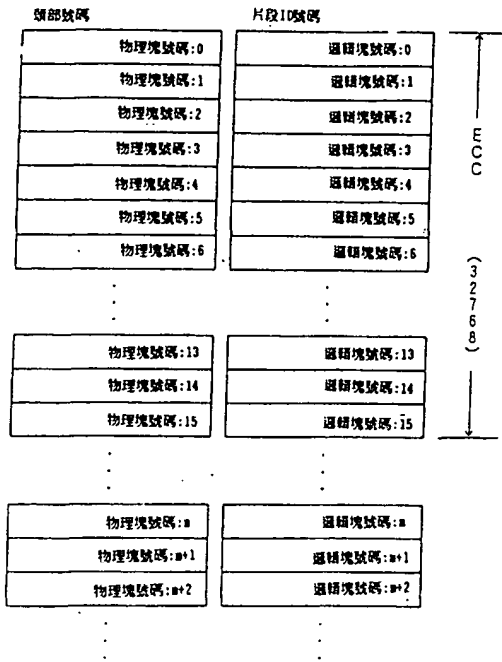 頭部號碼 片段ID號碼
物理塊號碼:0 邏輯塊號碼:0
物理塊號碼:1 邏輯塊號碼:1
物理塊號碼:2 邏輯塊號碼:2
物理塊號碼:3 邏輯塊號碼:3
物理塊號碼:4 邏輯塊號碼:4
物理塊號碼:5 邏輯塊號碼:5
物理塊號碼:6 邏輯塊號碼:6
ECC
(32768)
物理塊號碼:13 邏輯塊號碼:13
物理塊號碼:14 邏輯塊號碼:14
物理塊號碼:15 邏輯塊號碼:15
物理塊號碼:m 邏輯塊號碼:m
物理塊號碼:m+1 邏輯塊號碼:m+1
物理塊號碼:m+2 邏輯塊號碼:m+2